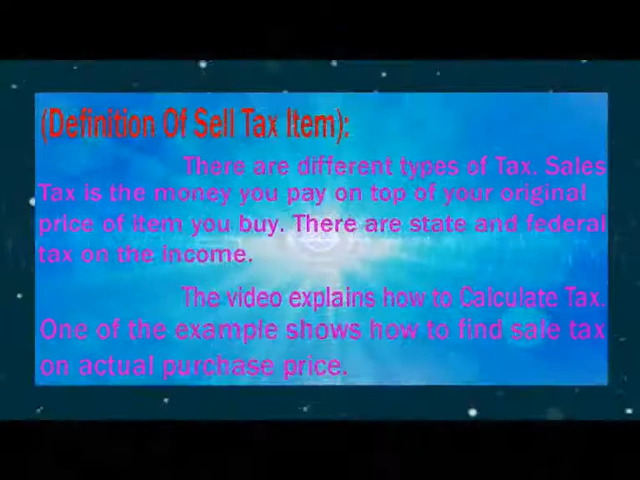 (Definition Of Sell Tax Item):
There are different types of Tax. Sales
Tax is the money you pay on top of your original
price of item you buy. There are state and federal
tax on the income.
The video explains how to Calculate Tax.
One of the example shows how to find sale tax
on actual purchase price.